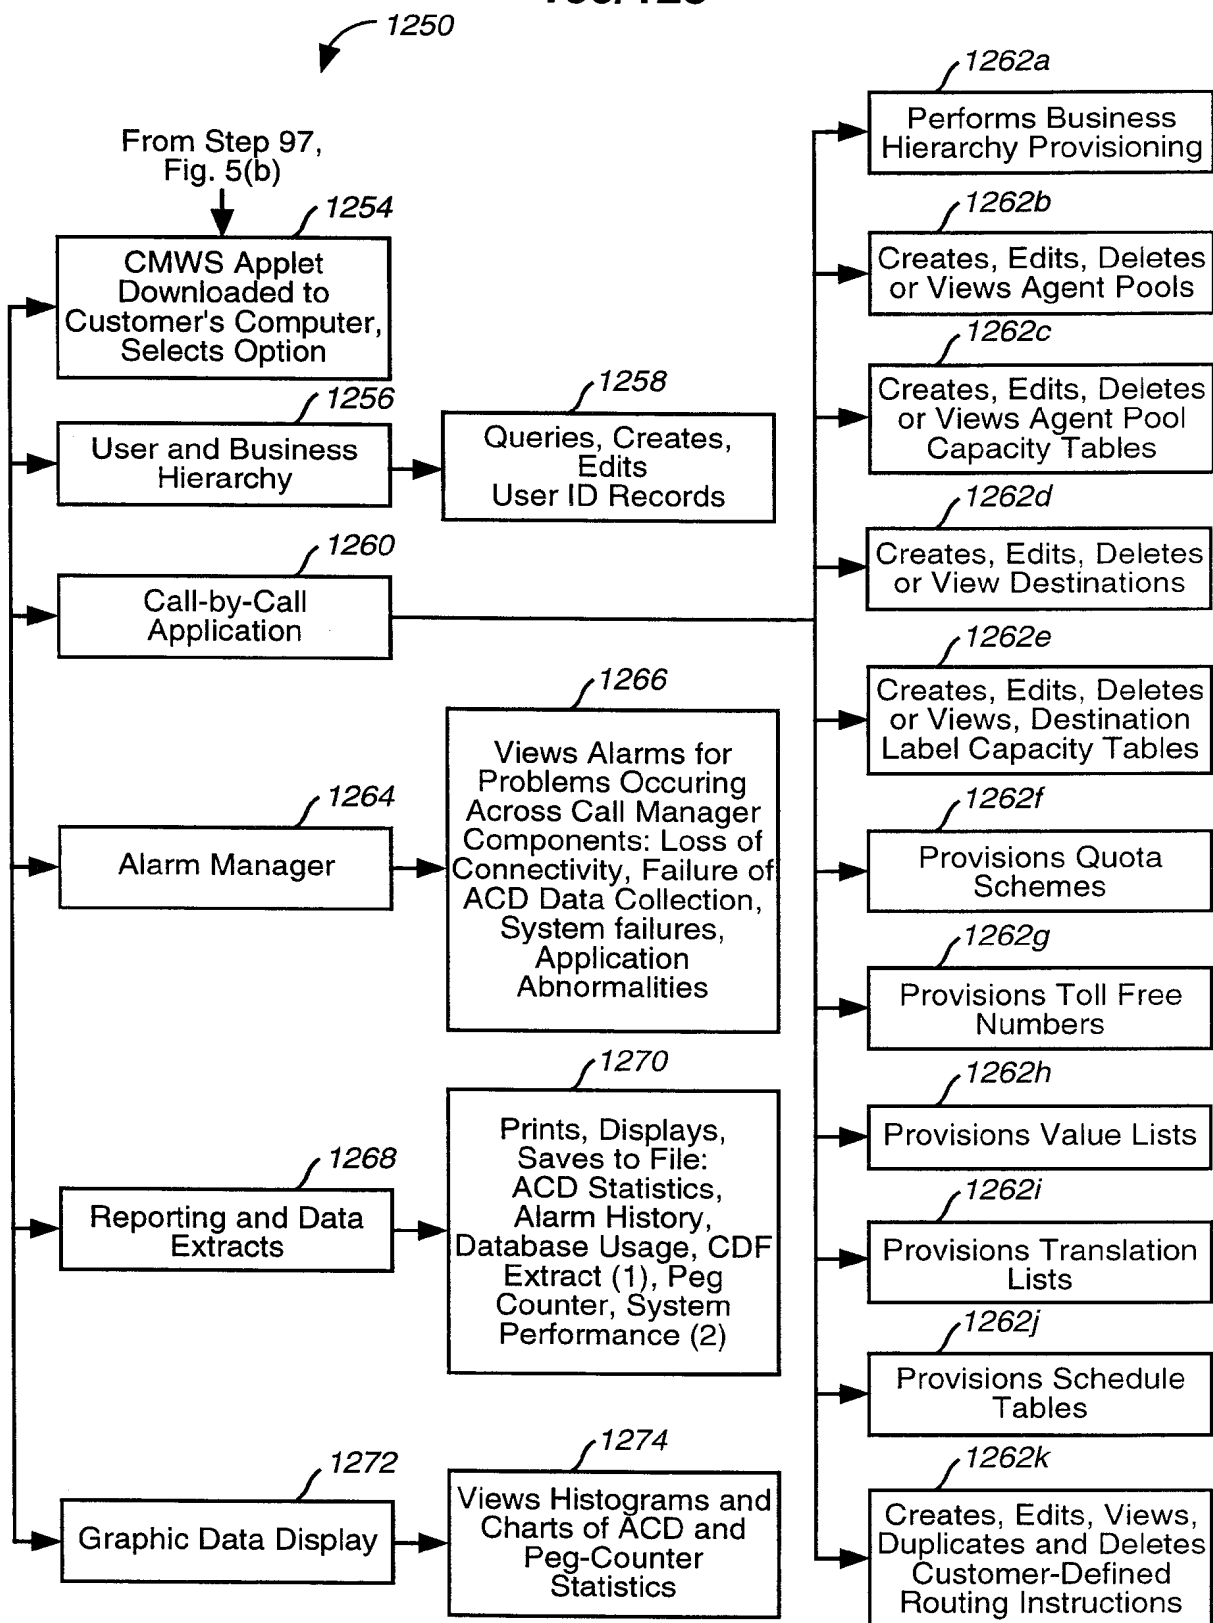 1250
From Step 97,
Fig. 5(b)
1254
CMWS Applet
Downloaded to
Customer's Computer,
Selects Option
1256
User and Business
Hierarchy
1258
Queries, Creates,
Edits
User ID Records
1260
Call-by-Call
Application
1264
Alarm Manager
1266
Views Alarms for
Problems Occuring
Across Call Manager
Components: Loss of
Connectivity, Failure of
ACD Data Collection,
System failures,
Application
Abnormalities
1268
Reporting and Data
Extracts
1270
Prints, Displays,
Saves to File:
ACD Statistics,
Alarm History,
Database Usage, CDF
Extract (1), Peg
Counter, System
Performance (2)
1272
Graphic Data Display
1274
Views Histograms and
Charts of ACD and
Peg-Counter
Statistics
1262a
Performs Business
Hierarchy Provisioning
1262b
Creates, Edits, Deletes
or Views Agent Pools
1262c
Creates, Edits, Deletes
or Views Agent Pool
Capacity Tables
1262d
Creates, Edits, Deletes
or View Destinations
1262e
Creates, Edits, Deletes
or Views, Destination
Label Capacity Tables
1262f
Provisions Quota
Schemes
1262g
Provisions Toll Free
Numbers
1262h
Provisions Value Lists
1262i
Provisions Translation
Lists
1262j
Provisions Schedule
Tables
1262k
Creates, Edits, Views,
Duplicates and Deletes
Customer-Defined
Routing Instructions